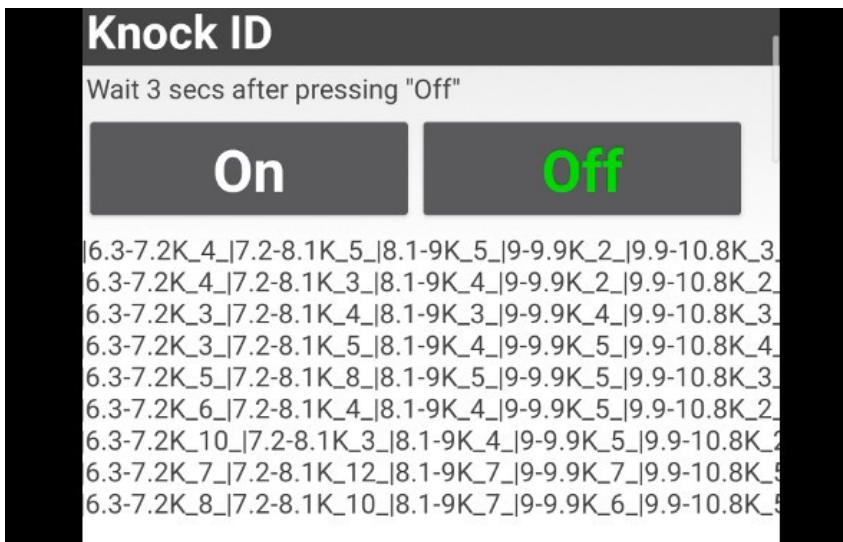 Knock ID
Wait 3 secs after pressing "Off"
On Off
|6.3-7.2K_4_|7.2-8.1K_5_|8.1-9K_5_|9-9.9K_2_|9.9-10.8K_3_
|6.3-7.2K_4_|7.2-8.1K_3_|8.1-9K_4_|9-9.9K_2_|9.9-10.8K_2_
|6.3-7.2K_3_|7.2-8.1K_4_|8.1-9K_3_|9-9.9K_4_|9.9-10.8K_3_
|6.3-7.2K_3_|7.2-8.1K_5_|8.1-9K_4_|9-9.9K_5_|9.9-10.8K_4_
|6.3-7.2K_5_|7.2-8.1K_8_|8.1-9K_5_|9-9.9K_5_|9.9-10.8K_3_
|6.3-7.2K_6_|7.2-8.1K_4_|8.1-9K_4_|9-9.9K_5_|9.9-10.8K_2_
|6.3-7.2K_10_|7.2-8.1K_3_|8.1-9K_4_|9-9.9K_5_|9.9-10.8K_2
|6.3-7.2K_7_|7.2-8.1K_12_|8.1-9K_7_|9-9.9K_7_|9.9-10.8K_5
|6.3-7.2K_8_|7.2-8.1K_10_|8.1-9K_7_|9-9.9K_6_|9.9-10.8K_5